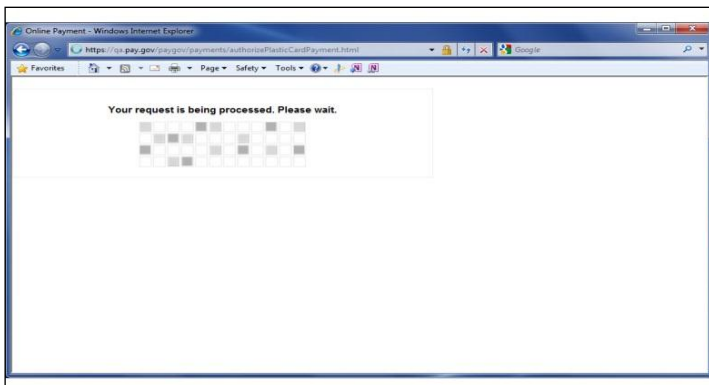 Online Payment - Windows Internet Explorer
https://qa.pay.gov/paygov/payments/authorizePlasticCardPayment.html
Google
Favorites
Page Safety Tools
Your request is being processed. Please wait.